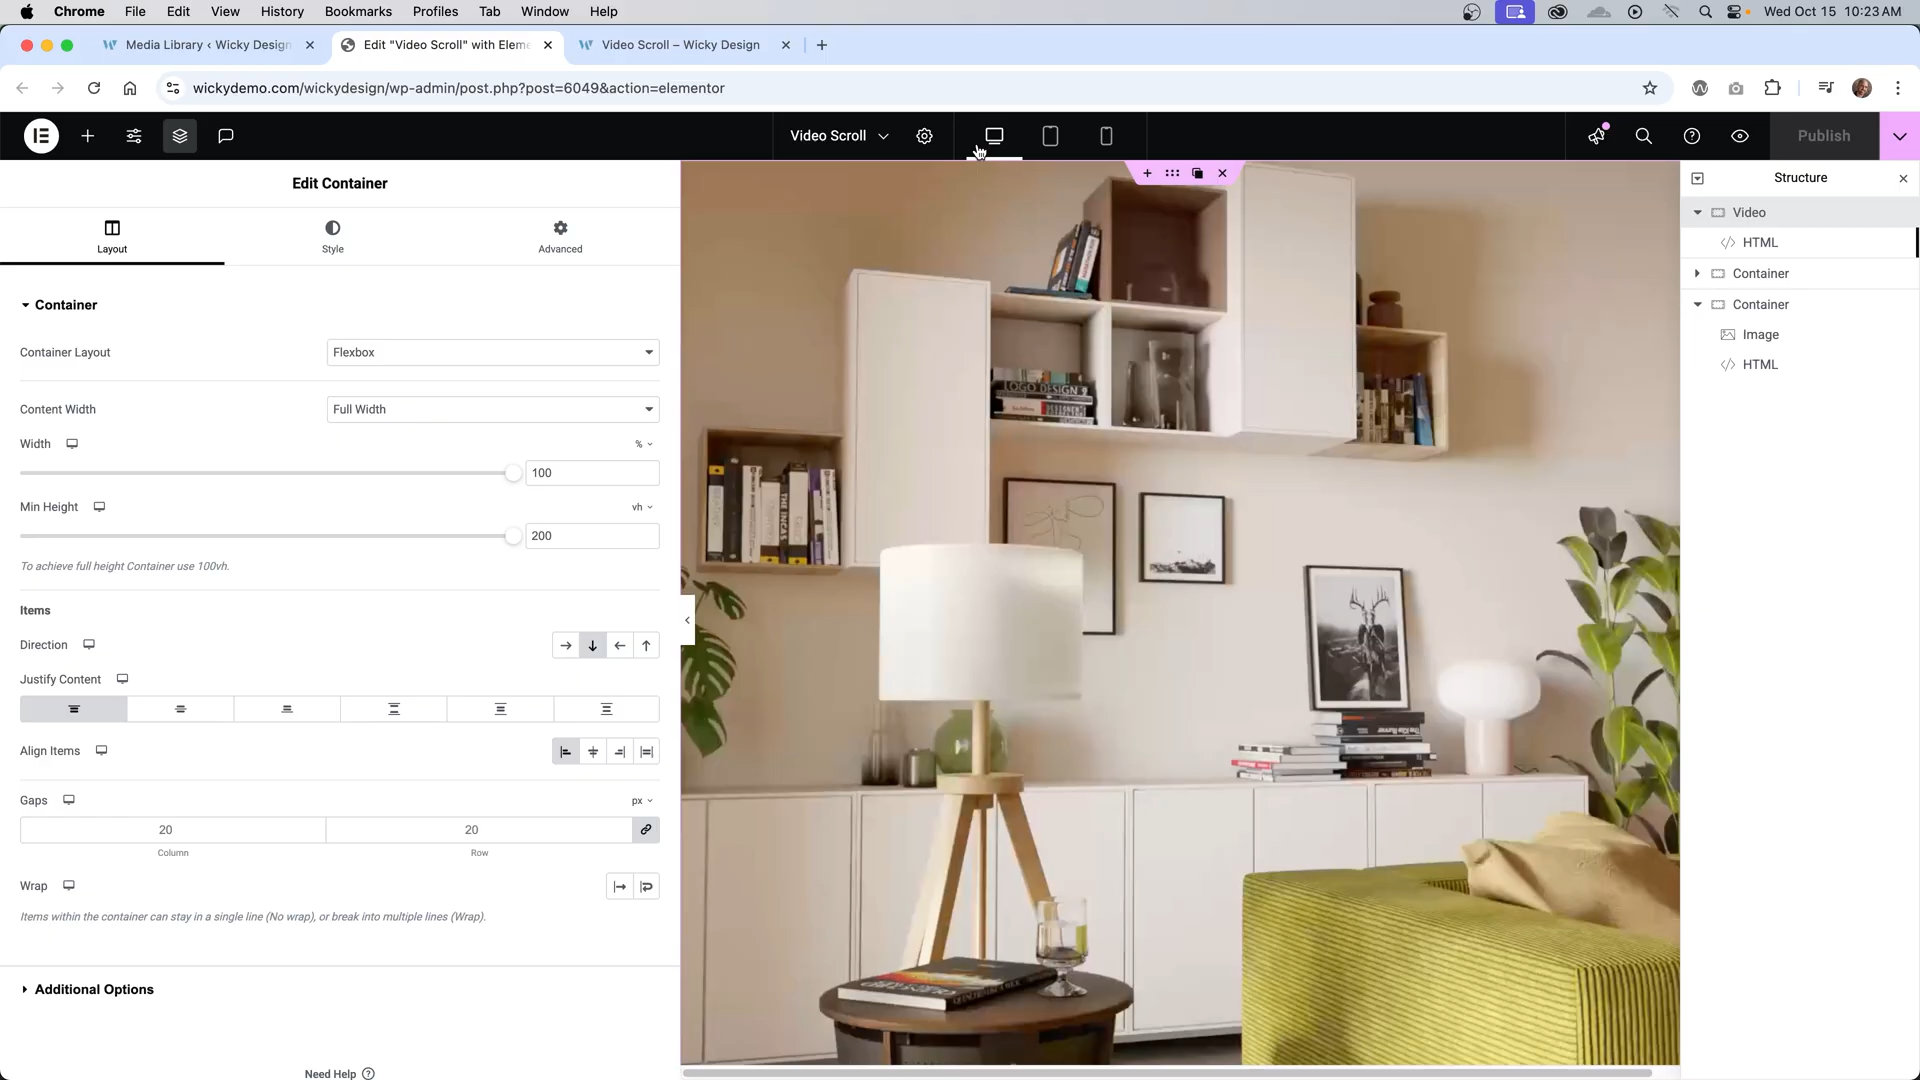 Chrome File Edit View History Bookmarks Profiles Tab Window Help
Wed Oct 15 10:23 AM
Media Library ‹ Wicky Design
Edit "Video Scroll" with Eleme
Video Scroll – Wicky Design
wickydemo.com/wickydesign/wp-admin/post.php?post=6049&action=elementor
Video Scroll
Publish
Edit Container
Structure
Layout
Style
Advanced
Video
HTML
Container
Container
Image
HTML
Container
Container Layout
Flexbox
Content Width
Full Width
Width
%
100
Min Height
vh
200
To achieve full height Container use 100vh.
Items
Direction
Justify Content
Align Items
Gaps
px
20
20
Column
Row
Wrap
Items within the container can stay in a single line (No wrap), or break into multiple lines (Wrap).
Additional Options
Need Help
LOGO DESIGN